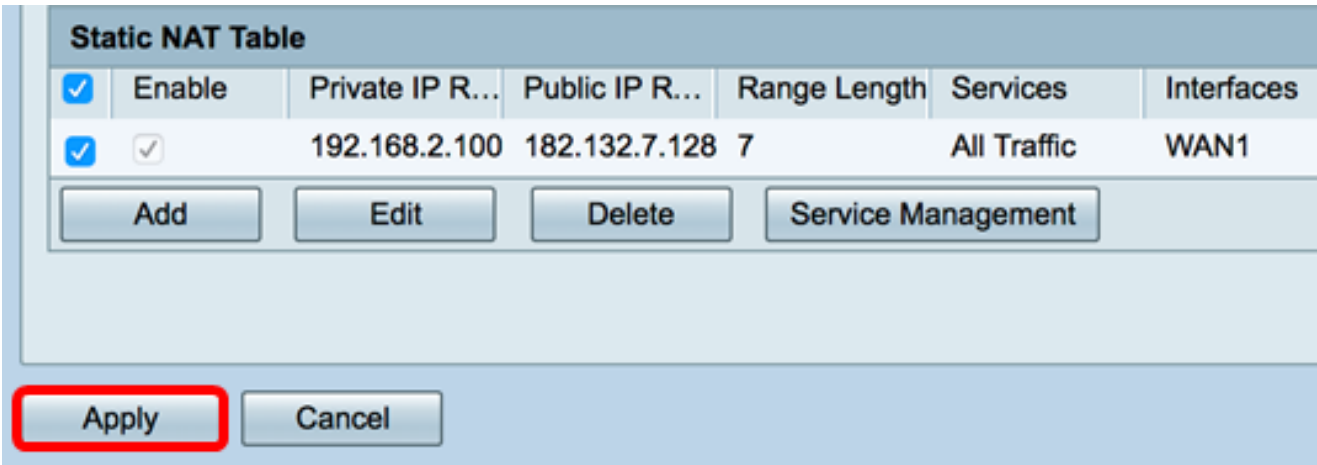 Static NAT Table
Enable Private IP R... Public IP R... Range Length Services Interfaces
192.168.2.100 182.132.7.128 7 All Traffic WAN1
Add Edit Delete Service Management
Apply Cancel